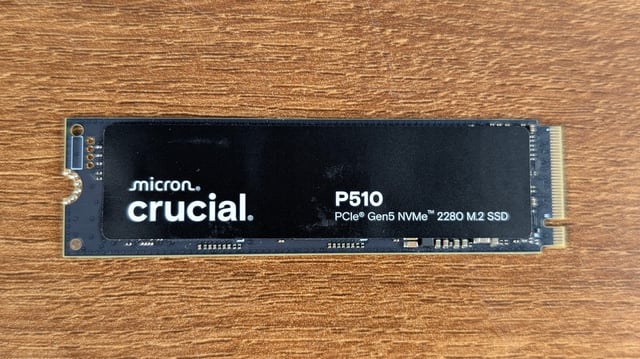 micron®
crucial®
P510
PCIe® Gen5 NVMe™ 2280 M.2 SSD